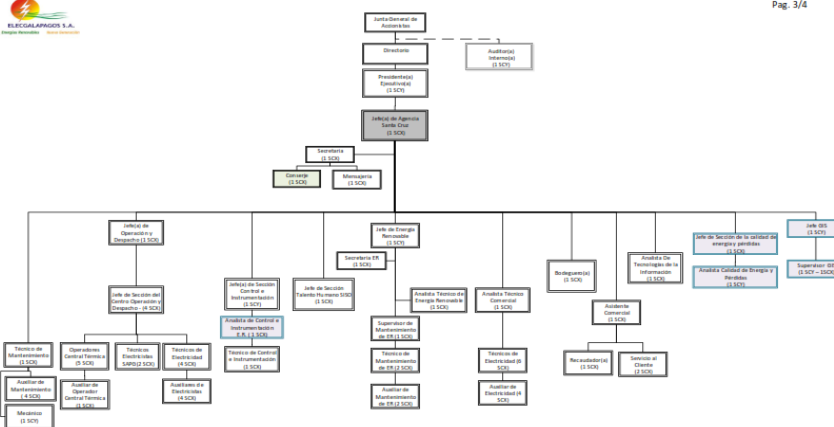 Pag. 3/4
ELECGALAPAGOS S.A.
Energía Renovable Nueva Generación
Junta General de
Accionistas
Directorio
Auditor(a)
Interno(a)
(1 SCY)
Presidente(a)
Ejecutivo(a)
(1 SCY)
Jefe(a) de Agencia
Santa Cruz
(1 SCX)
Secretaria
(1 SCX)
Conserje
(1 SCX)
Mensajería
(1 SCX)
Jefe(a) de
Operación y
Despacho (1 SCX)
Jefe de Sección del
Centro Operación y
Despacho - (4 SCX)
Técnico de
Mantenimiento
(1 SCX)
Auxiliar de
Mantenimiento
( 4 SCX)
Mecánico
(1 SCY)
Operadores
Central Térmica
(5 SCX)
Auxiliar de
Operador
Central Térmica
(1 SCX)
Técnicos
Electricistas
SAPG(2 SCX)
Técnicos de
Electricidad
(4 SCX)
Auxiliares de
Electricistas
(4 SCX)
Jefe(a) de Sección
Control e
Instrumentación
(1 SCY)
Analista de Control e
Instrumentación
E.R. ( 1 SCX)
Técnico de Control
e Instrumentación
(1 SCX)
Jefe de Sección
Talento Humano SISO
(1 SCX)
Jefe de Energía
Renovable
(1 SCY)
Secretaria ER
(1 SCX)
Analista Técnico de
Energía Renovable
(1 SCX)
Supervisor de
Mantenimiento
de ER (1 SCX)
Técnico de
Mantenimiento
de ER (2 SCX)
Auxiliar de
Mantenimiento
de ER (2 SCX)
Analista Técnico
Comercial
(1 SCX)
Técnicos de
Electricidad (6
SCX)
Auxiliar de
Electricidad (4
SCX)
Bodeguero(a)
(1 SCX)
Asistente
Comercial
(1 SCX)
Recaudador(a)
(1 SCX)
Servicio al
Cliente
(2 SCX)
Analista De
Tecnologías de la
Información
(1 SCX)
Jefe de Sección de la calidad de
energía y pérdidas
(1 SCX)
Analista Calidad de Energía y
Pérdidas
(1 SCY)
Jefe GIS
(1 SCY)
Supervisor GIS
(1 SCY – 1SCX)